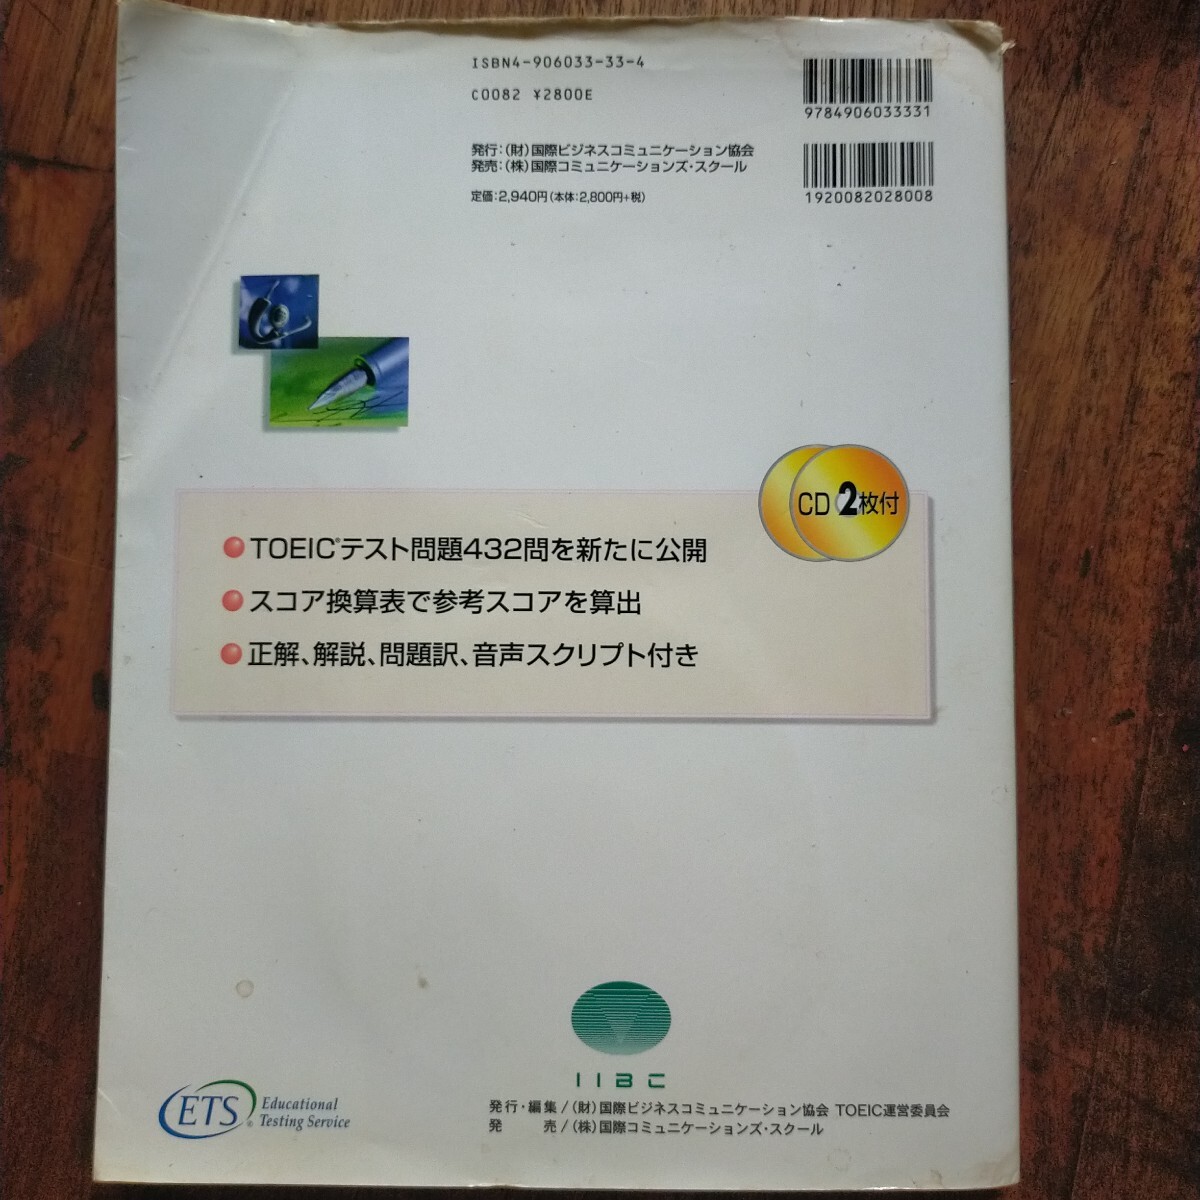 ISBN4-906033-33-4
C0082 ¥2800E
9784906033331
発行:(財)国際ビジネスコミュニケーション協会
発売:(株)国際コミュニケーションズ・スクール
定価:2,940円(本体:2,800円+税)
1920082028008
CD 2枚付
●TOEIC®テスト問題432問を新たに公開
●スコア換算表で参考スコアを算出
●正解、解説、問題訳、音声スクリプト付き
IIBC
ETS® Educational
Testing Service
発行・編集/(財)国際ビジネスコミュニケーション協会 TOEIC運営委員会
発　　売/(株)国際コミュニケーションズ・スクール